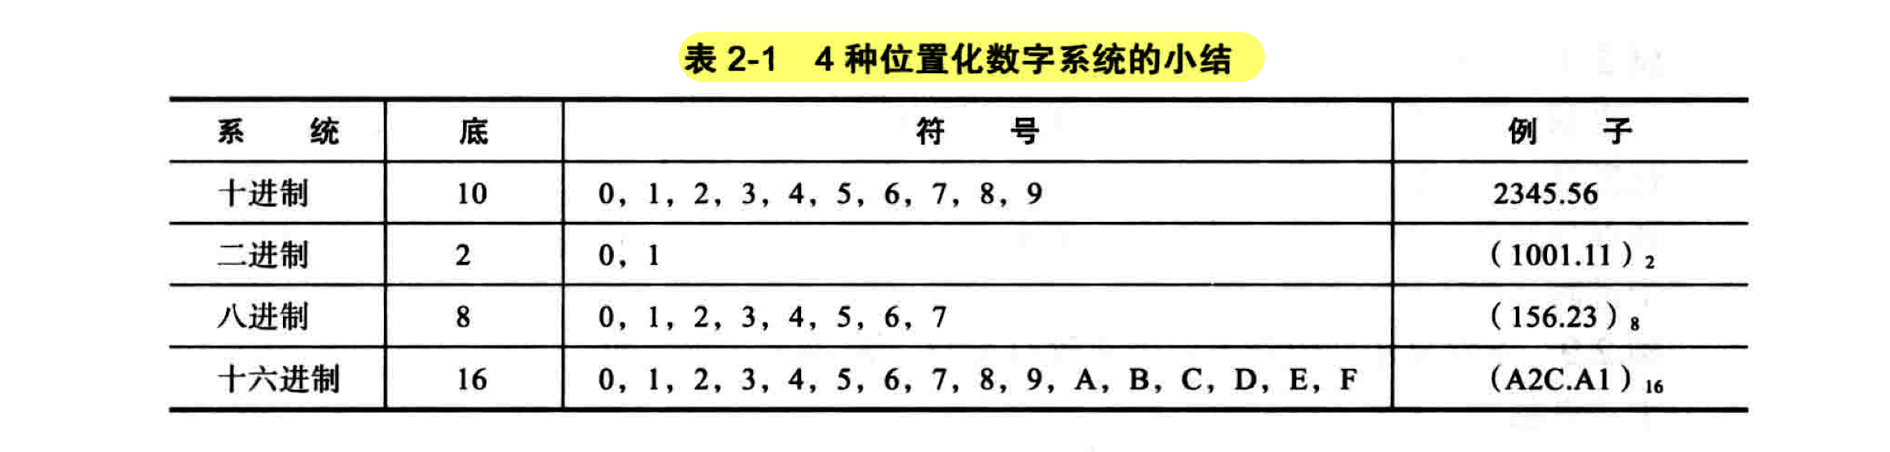 表 2-1 4 种位置化数字系统的小结
系 统 底 符 号 例 子
十进制 10 0, 1, 2, 3, 4, 5, 6, 7, 8, 9 2345.56
二进制 2 0, 1 (1001.11)₂
八进制 8 0, 1, 2, 3, 4, 5, 6, 7 (156.23)₈
十六进制 16 0, 1, 2, 3, 4, 5, 6, 7, 8, 9, A, B, C, D, E, F (A2C.A1)₁₆